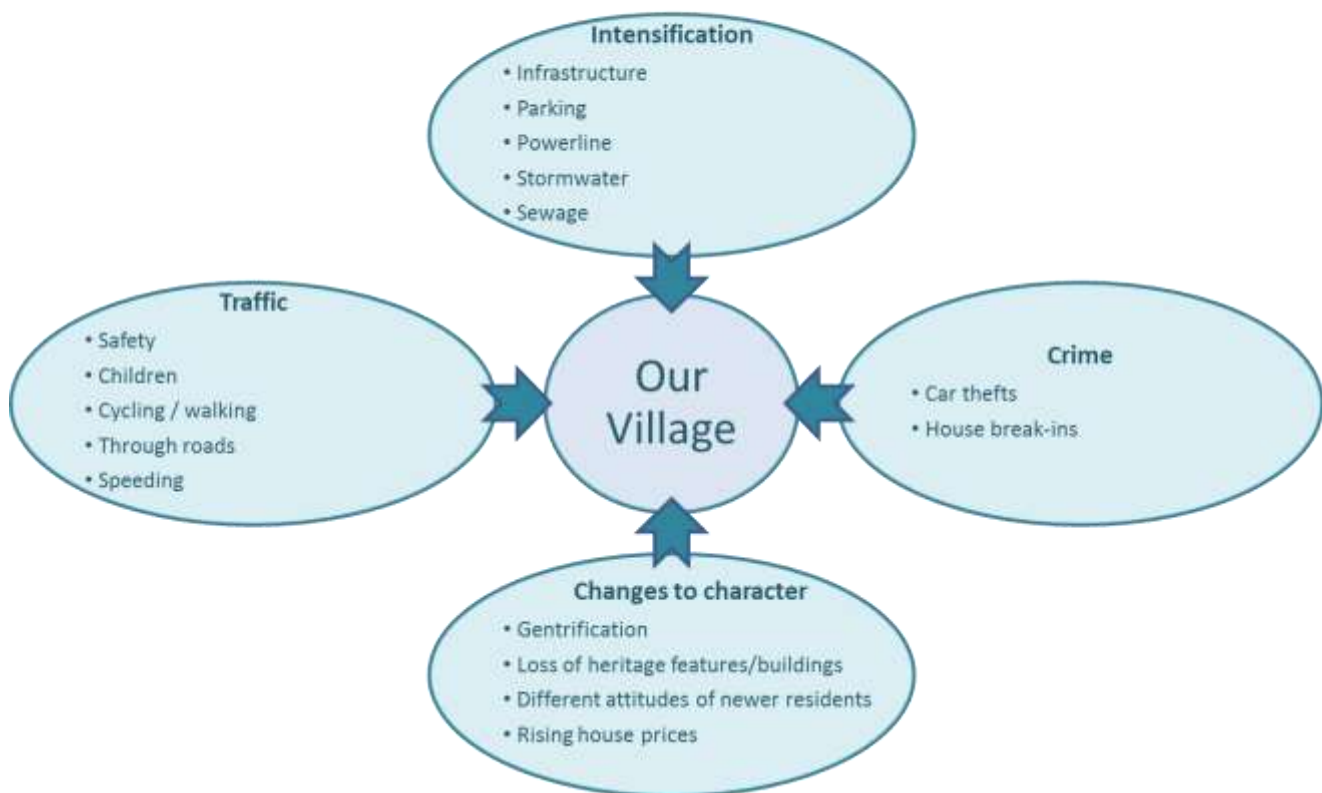 Intensification
• Infrastructure
• Parking
• Powerline
• Stormwater
• Sewage
Traffic
• Safety
• Children
• Cycling / walking
• Through roads
• Speeding
Our
Village
Crime
• Car thefts
• House break-ins
Changes to character
• Gentrification
• Loss of heritage features/buildings
• Different attitudes of newer residents
• Rising house prices